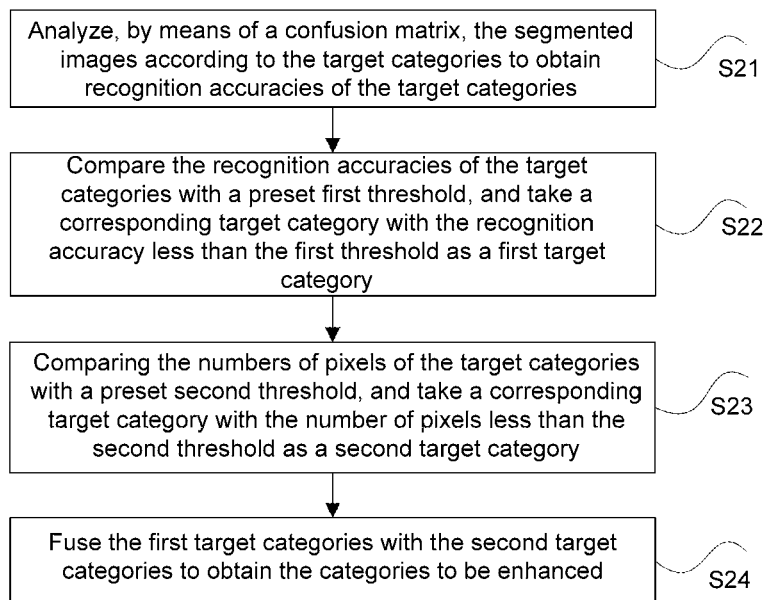 Analyze, by means of a confusion matrix, the segmented
images according to the target categories to obtain
recognition accuracies of the target categories
S21
Compare the recognition accuracies of the target
categories with a preset first threshold, and take a
corresponding target category with the recognition
accuracy less than the first threshold as a first target
category
S22
Comparing the numbers of pixels of the target categories
with a preset second threshold, and take a corresponding
target category with the number of pixels less than the
second threshold as a second target category
S23
Fuse the first target categories with the second target
categories to obtain the categories to be enhanced
S24